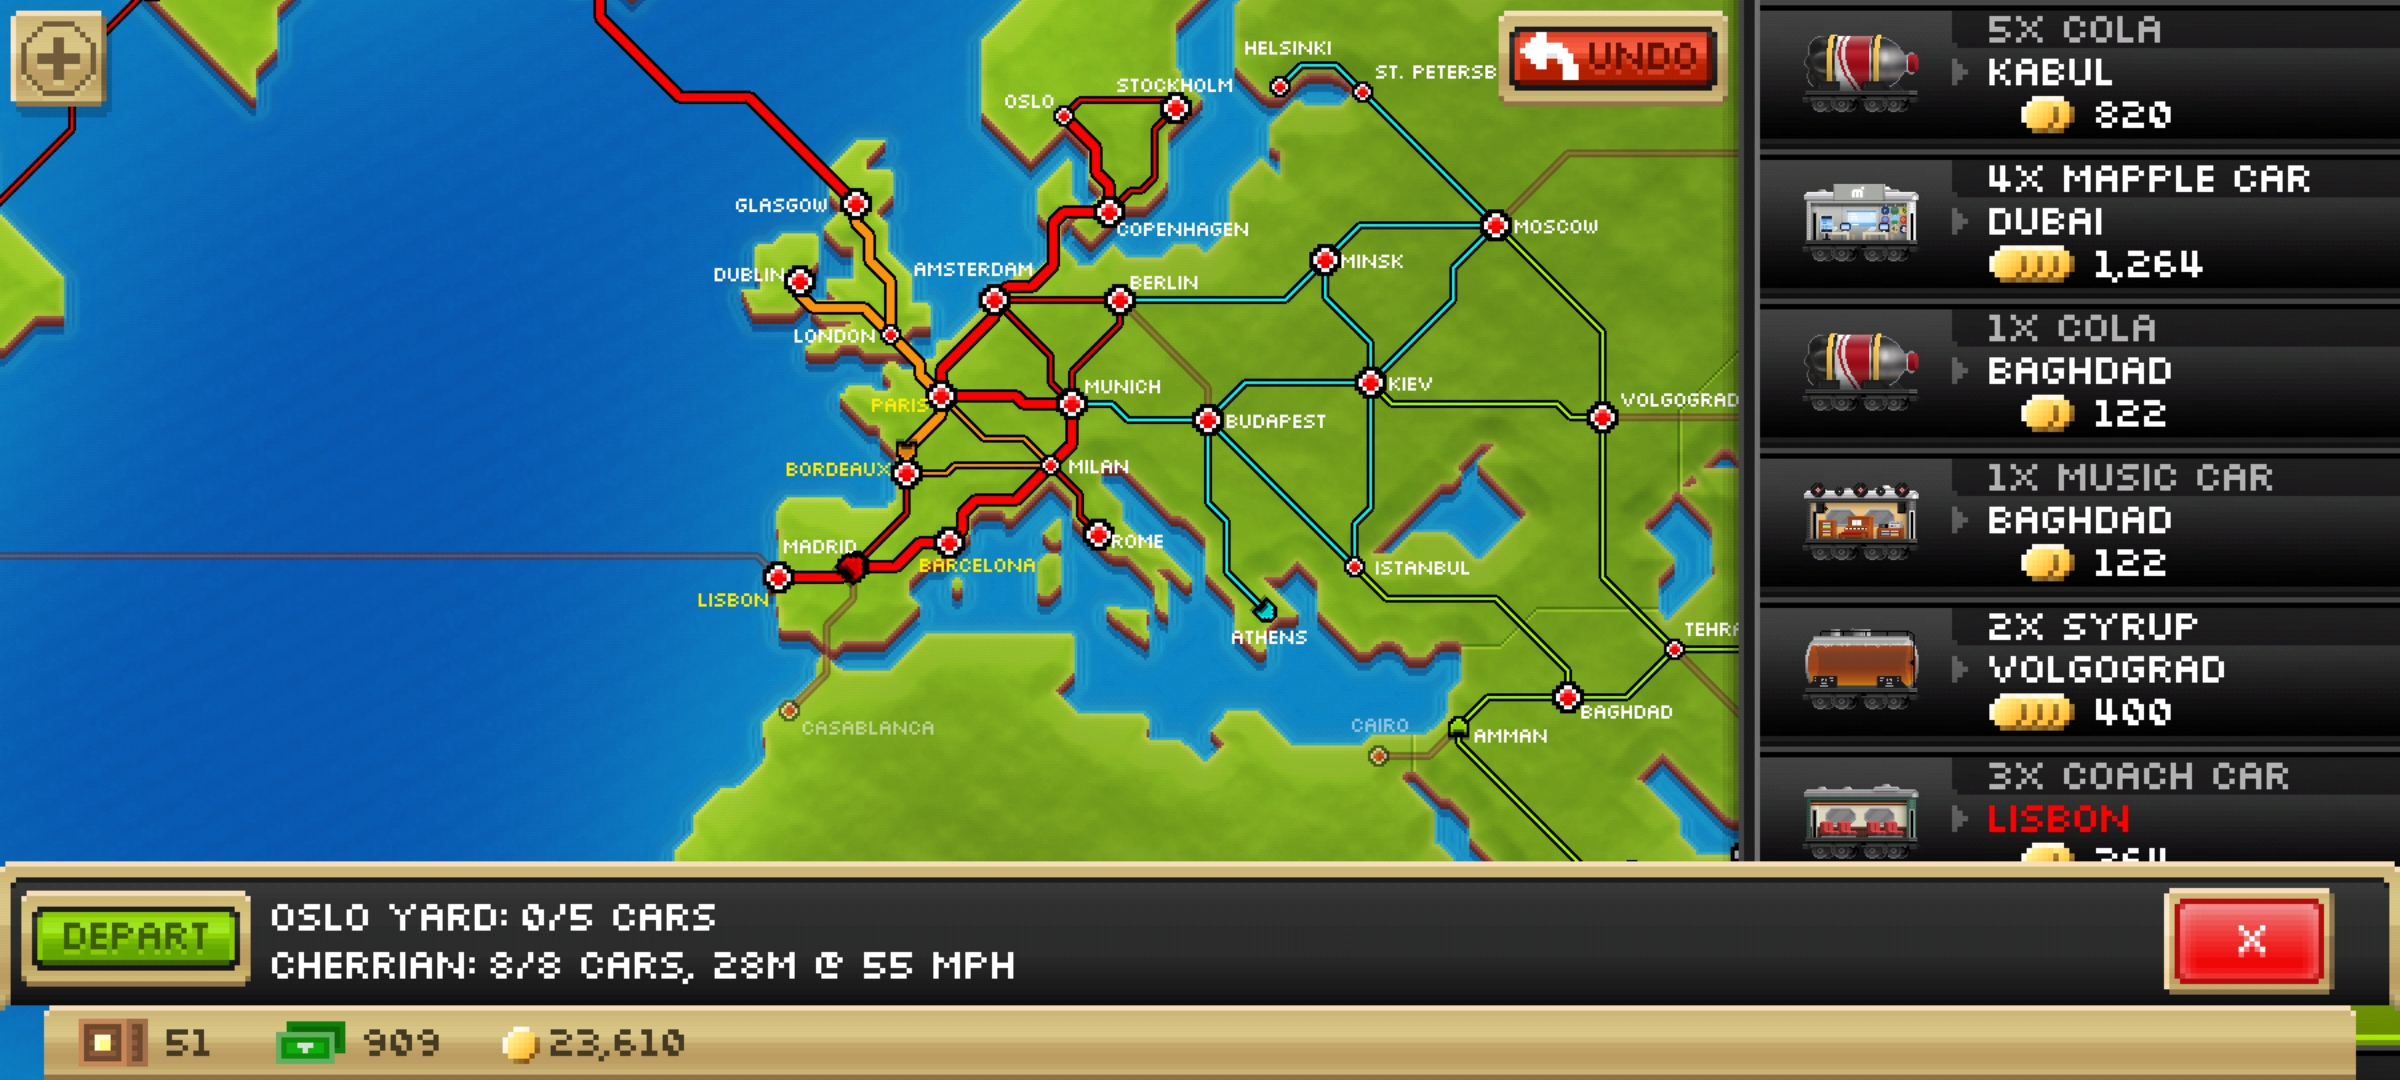 HELSINKI
ST. PETERSB
UNDO
STOCKHOLM
OSLO
GLASGOW
COPENHAGEN
MOSCOW
MINSK
DUBLIN
AMSTERDAM
BERLIN
LONDON
MUNICH
KIEV
PARIS
VOLGOGRAD
BUDAPEST
BORDEAUX
MILAN
MADRID
ROME
BARCELONA
ISTANBUL
LISBON
ATHENS
TEHRA
CASABLANCA
CAIRO
BAGHDAD
AMMAN
5X COLA
KABUL
820
4X MAPPLE CAR
DUBAI
1,264
1X COLA
BAGHDAD
122
1X MUSIC CAR
BAGHDAD
122
2X SYRUP
VOLGOGRAD
400
3X COACH CAR
LISBON
DEPART
OSLO YARD: 0/5 CARS
CHERRIAN: 8/8 CARS, 28M @ 55 MPH
X
51
909
23,610